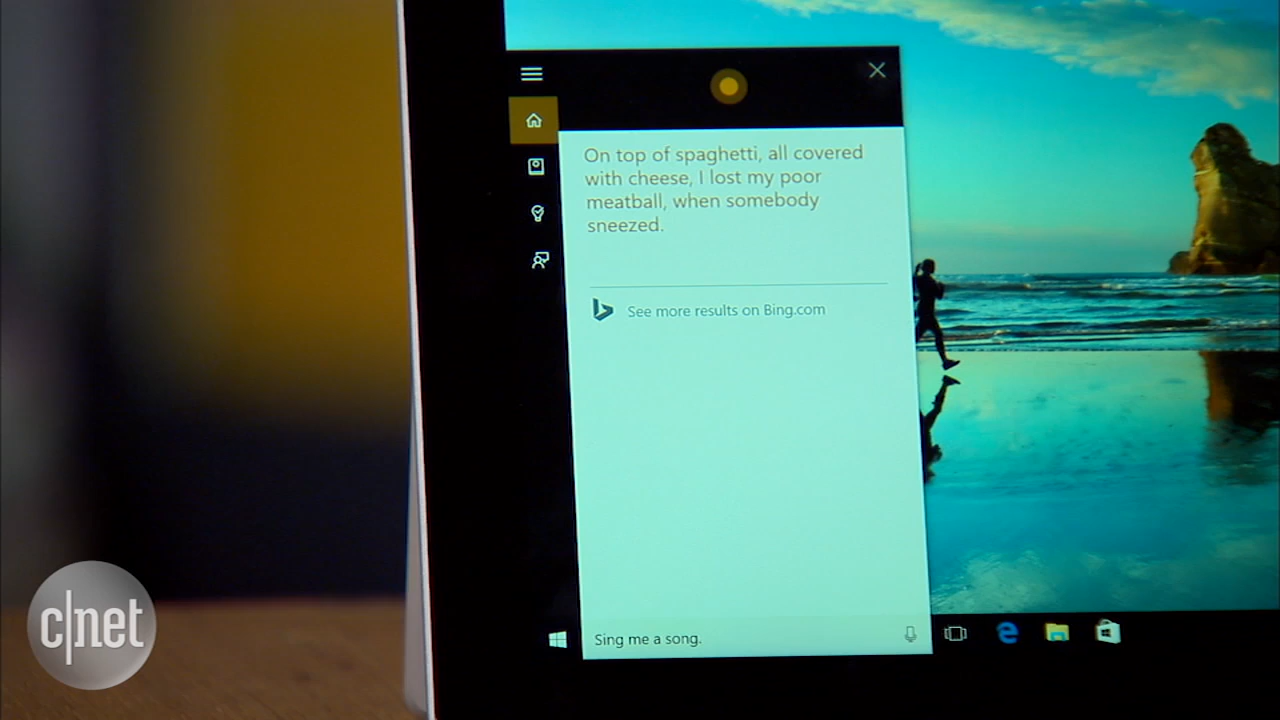 On top of spaghetti, all covered
with cheese, I lost my poor
meatball, when somebody
sneezed.
See more results on Bing.com
Sing me a song.
c|net